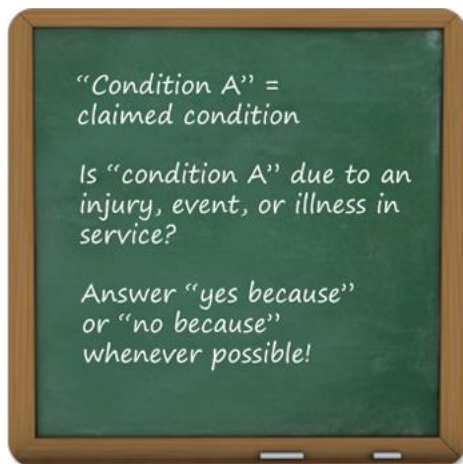 “Condition A” =
claimed condition
Is “condition A” due to an
injury, event, or illness in
service?
Answer “yes because”
or “no because”
whenever possible!